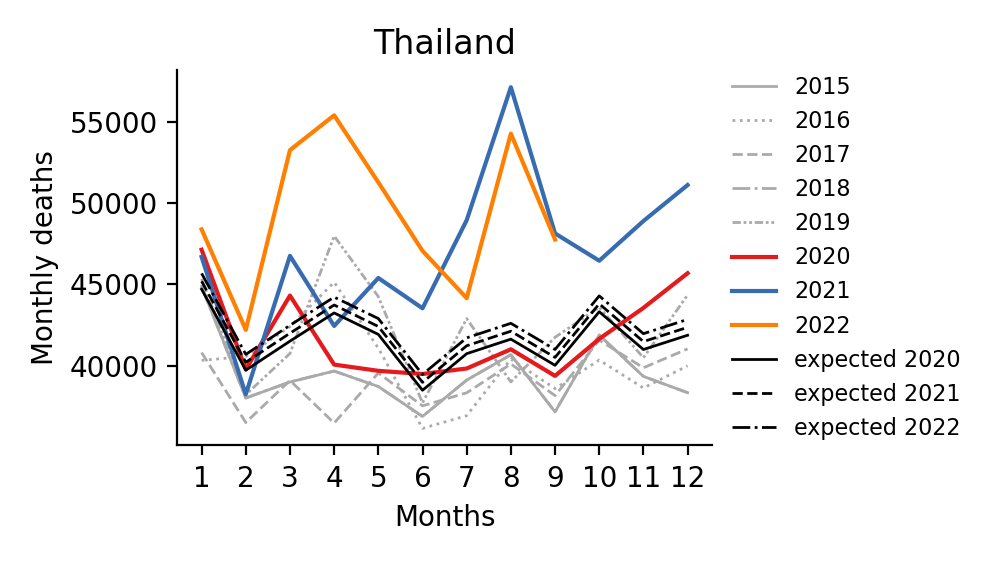 Thailand
Monthly deaths
55000
50000
45000
40000
1 2 3 4 5 6 7 8 9 10 11 12
Months
2015
2016
2017
2018
2019
2020
2021
2022
expected 2020
expected 2021
expected 2022